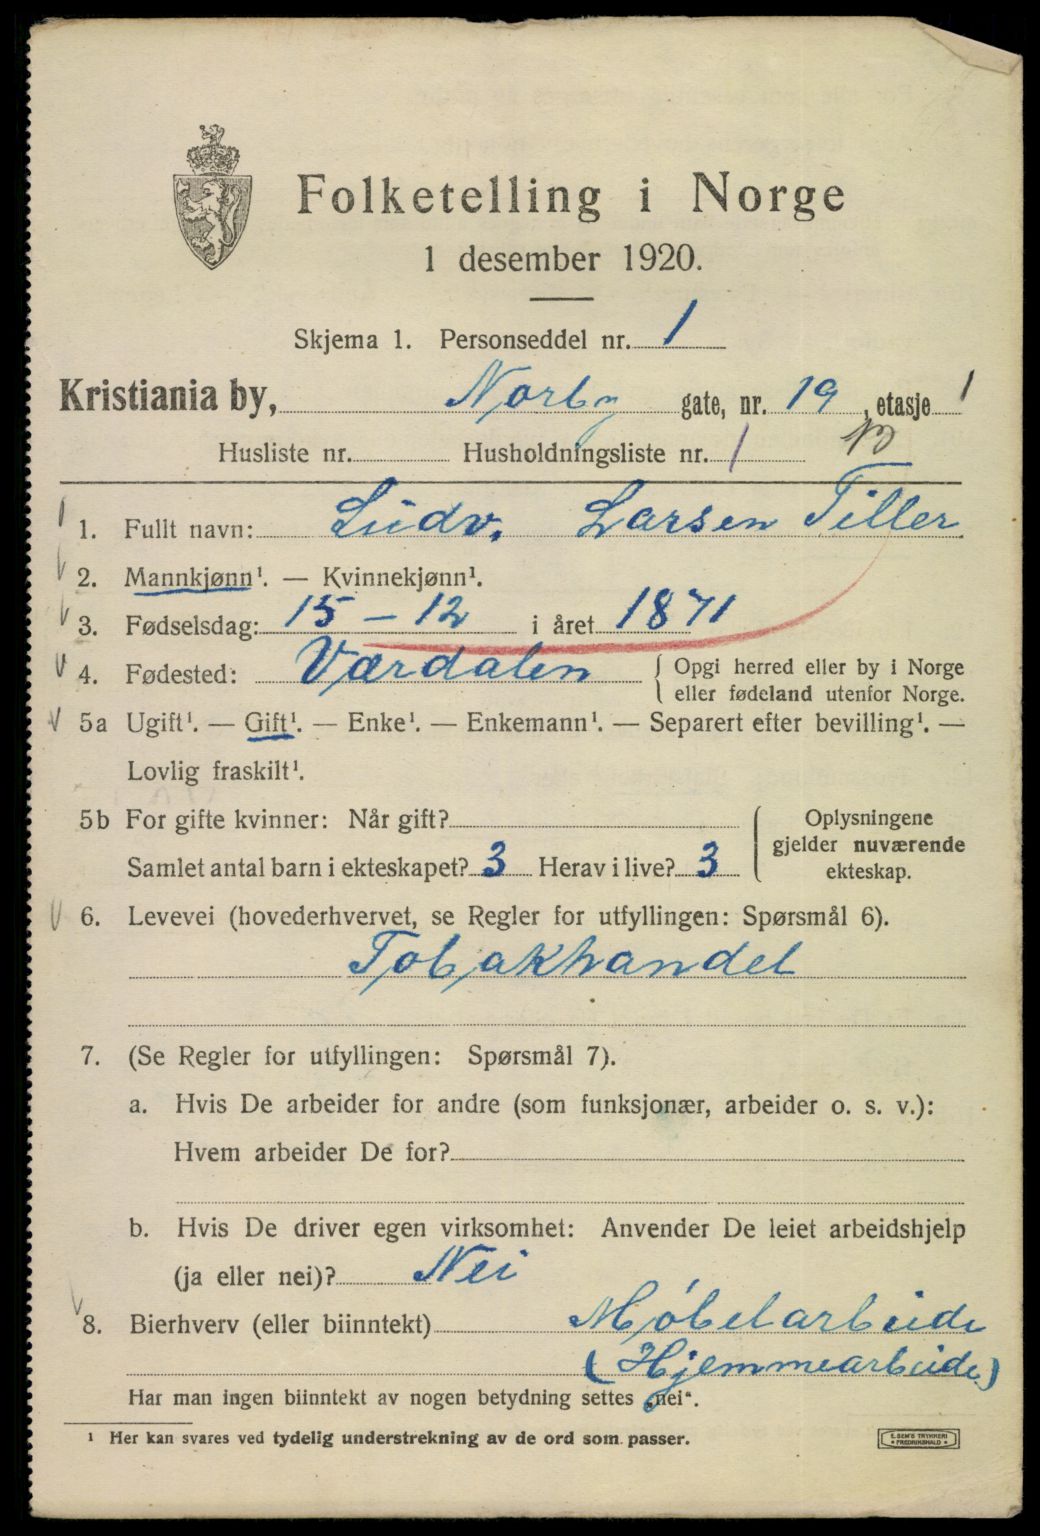 Folketelling i Norge
1 desember 1920.
Skjema 1. Personseddel nr. 1
Kristiania by, Norby gate, nr. 19, etasje 1
Husliste nr. Husholdningsliste nr. 1
1. Fullt navn: Ludv. Larsen Tiller
2. Mannkjønn¹. — Kvinnekjønn¹.
3. Fødselsdag: 15 – 12 i året 1871
4. Fødested: Værdalen { Opgi herred eller by i Norge
eller fødeland utenfor Norge.
5a Ugift¹. — Gift¹. — Enke¹. — Enkemann¹. — Separert efter bevilling¹. —
Lovlig fraskilt¹.
5b For gifte kvinner: Når gift?
Samlet antal barn i ekteskapet? 3 Herav i live? 3
Oplysningene
gjelder nuværende
ekteskap.
6. Levevei (hovederhvervet, se Regler for utfyllingen: Spørsmål 6).
Tobakhandel
7. (Se Regler for utfyllingen: Spørsmål 7).
a. Hvis De arbeider for andre (som funksjonær, arbeider o. s. v.):
Hvem arbeider De for?
b. Hvis De driver egen virksomhet: Anvender De leiet arbeidshjelp
(ja eller nei)? Nei
8. Bierhverv (eller biinntekt) Møbelarbeide
(Hjemmearbeide)
Har man ingen biinntekt av nogen betydning settes „nei“.
¹ Her kan svares ved tydelig understrekning av de ord som passer.
E. SEM'S TRYKKERI
FREDRIKSHALD